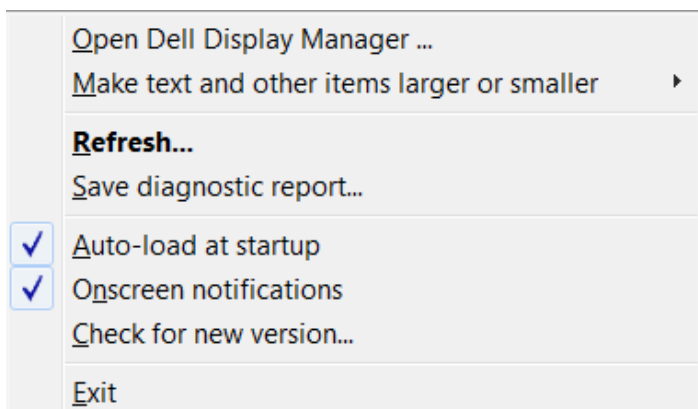 Open Dell Display Manager ...
Make text and other items larger or smaller
Refresh...
Save diagnostic report...
Auto-load at startup
Onscreen notifications
Check for new version...
Exit